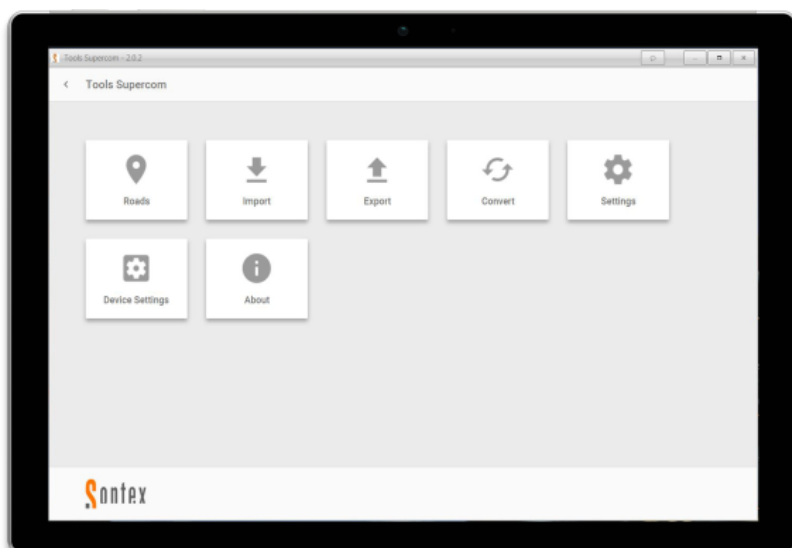 Tools Supercom - 2.0.2
Tools Supercom
Roads
Import
Export
Convert
Settings
Device Settings
About
Sontex